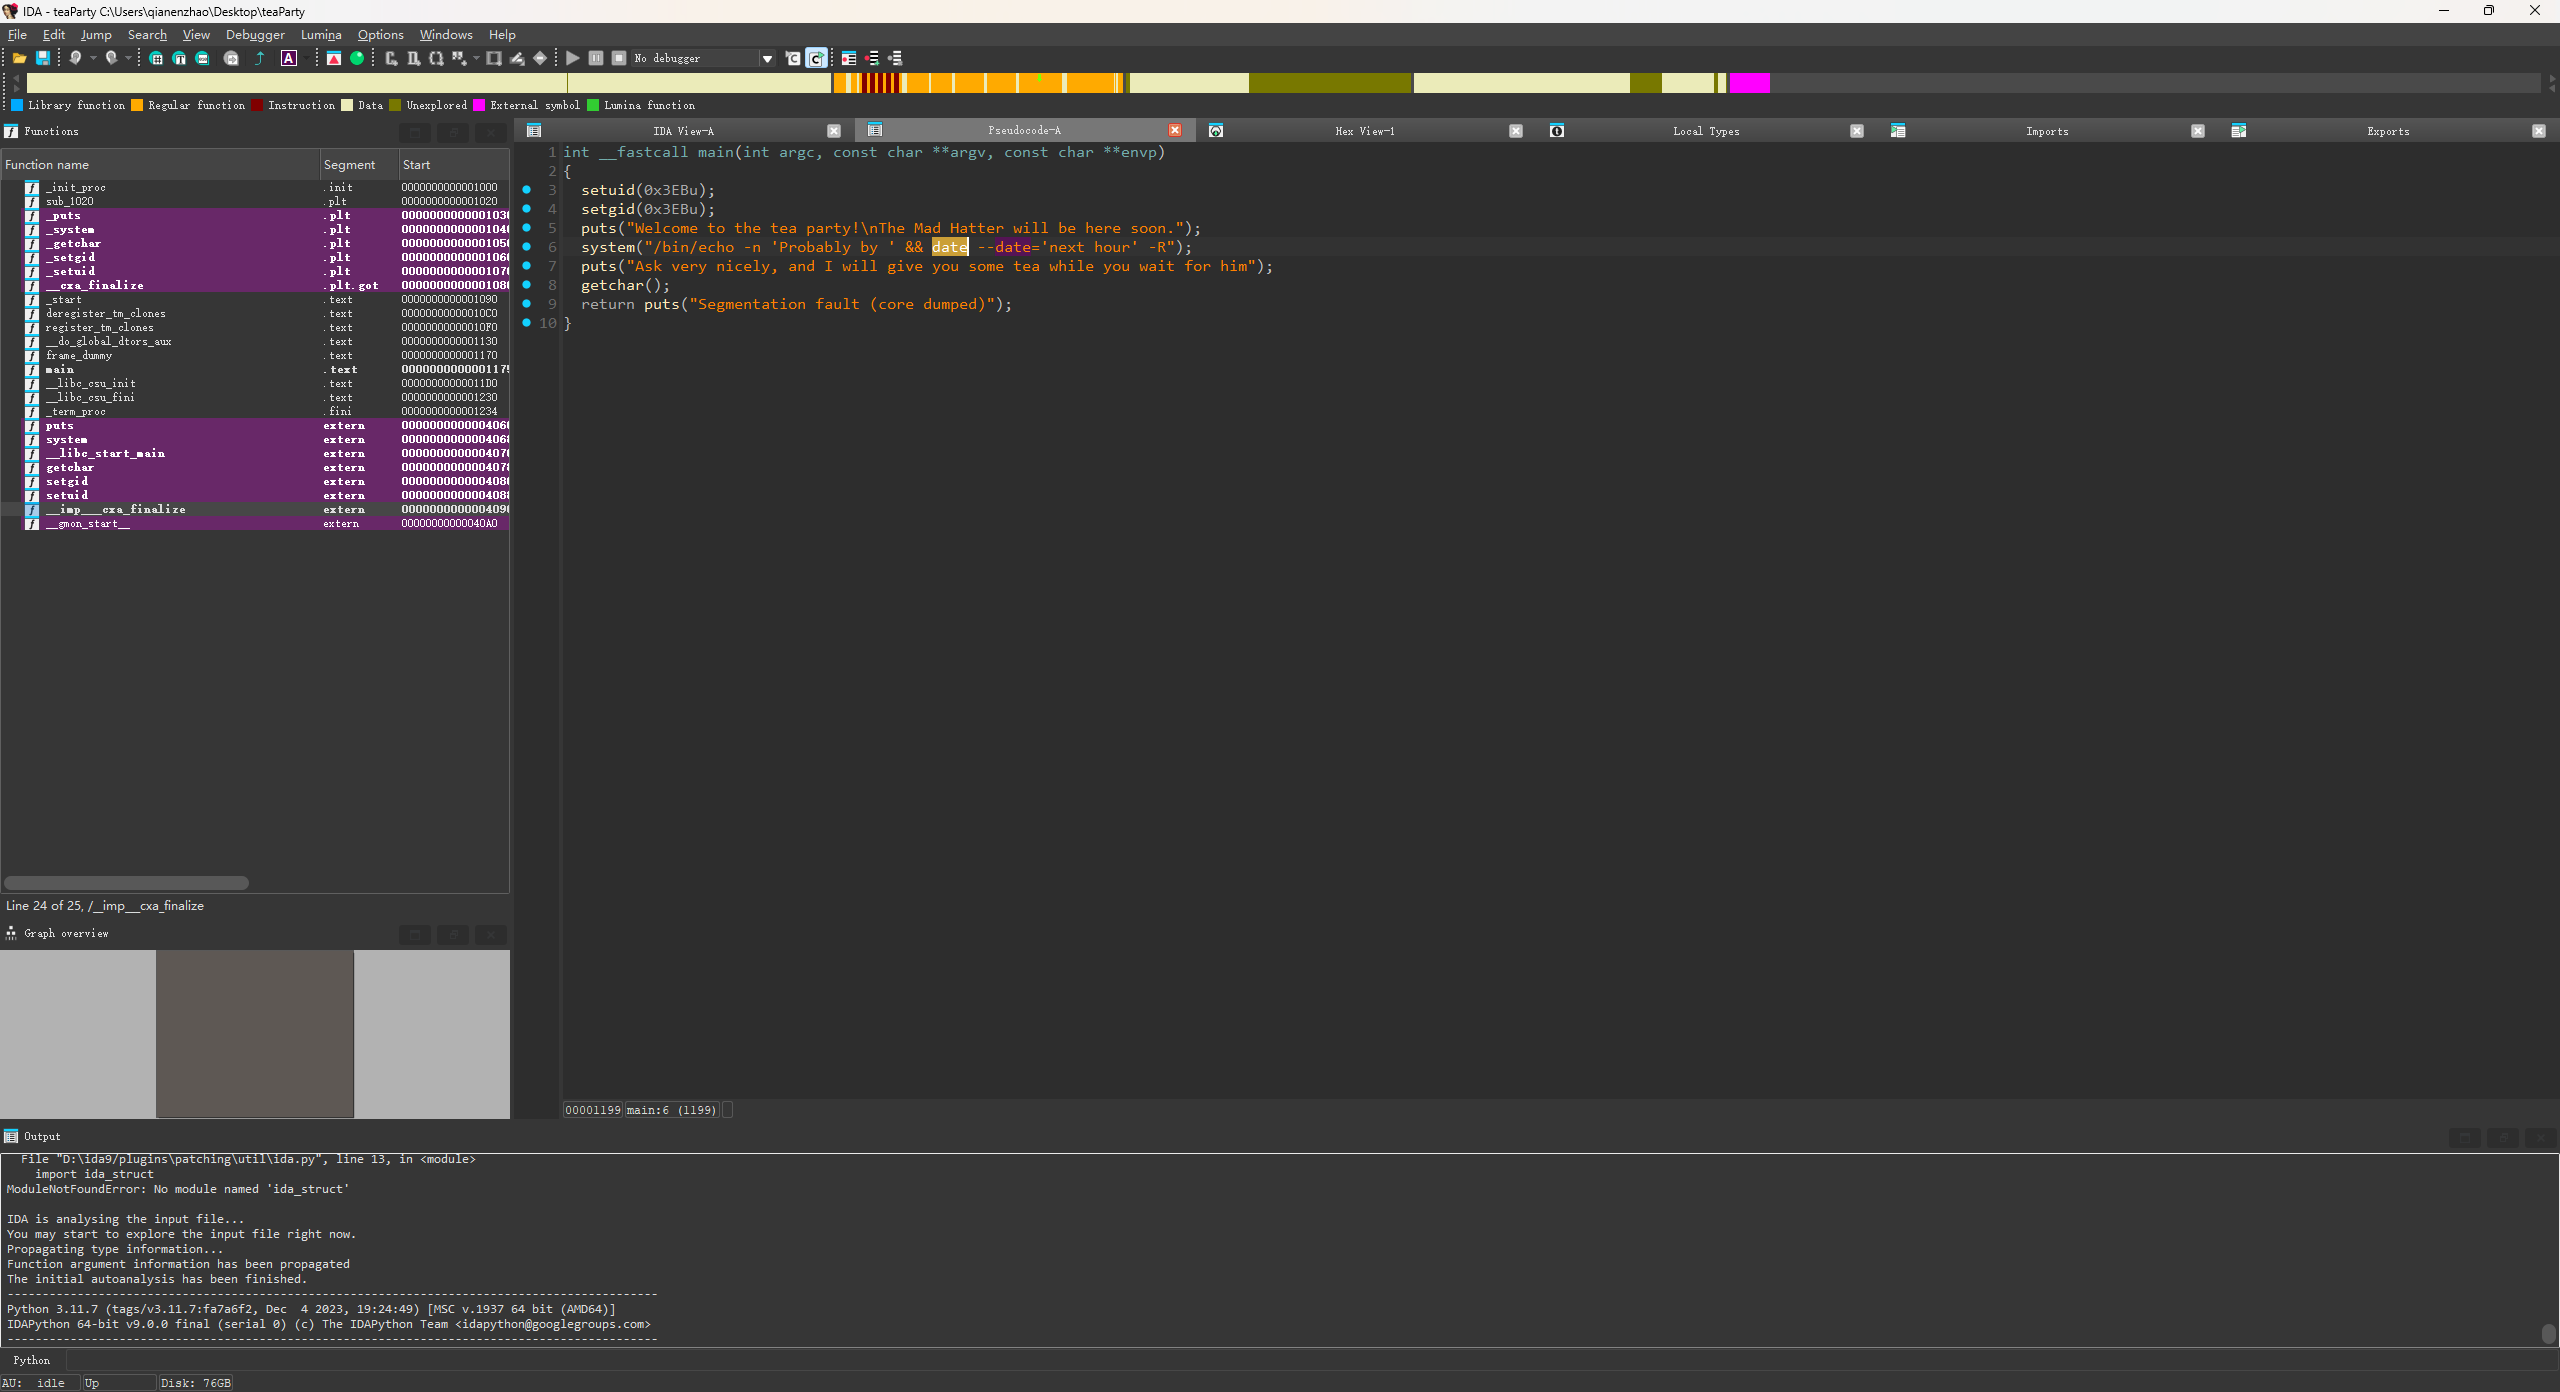 IDA - teaParty C:\Users\qianenzhao\Desktop\teaParty
File Edit Jump Search View Debugger Lumina Options Windows Help
No debugger
Library function Regular function Instruction Data Unexplored External symbol Lumina function
Functions
Function name Segment Start
_init_proc .init 0000000000001000
sub_1020 .plt 0000000000001020
_puts .plt 000000000000103(
_system .plt 000000000000104(
_getchar .plt 000000000000105(
_setgid .plt 000000000000106(
_setuid .plt 000000000000107(
__cxa_finalize .plt.got 000000000000108(
_start .text 0000000000001090
deregister_tm_clones .text 00000000000010C0
register_tm_clones .text 00000000000010F0
__do_global_dtors_aux .text 0000000000001130
frame_dummy .text 0000000000001170
main .text 000000000000117
__libc_csu_init .text 00000000000011D0
__libc_csu_fini .text 0000000000001230
_term_proc .fini 0000000000001234
puts extern 000000000000406
system extern 000000000000406
__libc_start_main extern 000000000000407
getchar extern 000000000000407
setgid extern 000000000000408
setuid extern 000000000000408
__imp___cxa_finalize extern 000000000000409
__gmon_start__ extern 00000000000040A0
Line 24 of 25, /__imp___cxa_finalize
Graph overview
IDA View-A Pseudocode-A Hex View-1 Local Types Imports Exports
1 int __fastcall main(int argc, const char **argv, const char **envp)
2 {
3 setuid(0x3EBu);
4 setgid(0x3EBu);
5 puts("Welcome to the tea party!\nThe Mad Hatter will be here soon.");
6 system("/bin/echo -n 'Probably by ' && date --date='next hour' -R");
7 puts("Ask very nicely, and I will give you some tea while you wait for him");
8 getchar();
9 return puts("Segmentation fault (core dumped)");
10 }
00001199 main:6 (1199)
Output
File "D:\ida9/plugins\patching\util\ida.py", line 13, in <module>
import ida_struct
ModuleNotFoundError: No module named 'ida_struct'
IDA is analysing the input file...
You may start to explore the input file right now.
Propagating type information...
Function argument information has been propagated
The initial autoanalysis has been finished.
---------------------------------------------------------------------------------------------
Python 3.11.7 (tags/v3.11.7:fa7a6f2, Dec  4 2023, 19:24:49) [MSC v.1937 64 bit (AMD64)]
IDAPython 64-bit v9.0.0 final (serial 0) (c) The IDAPython Team <idapython@googlegroups.com>
---------------------------------------------------------------------------------------------
Python
AU: idle Up Disk: 76GB